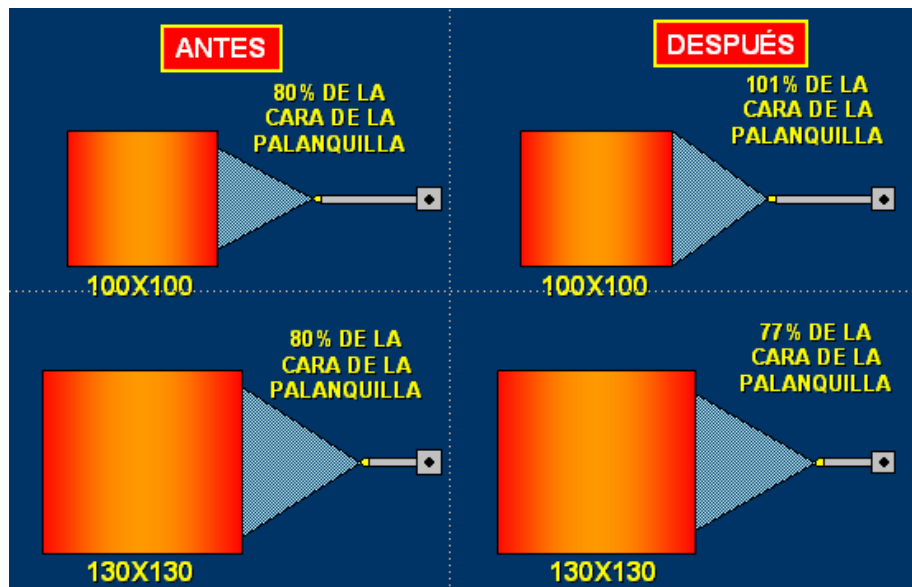 ANTES
80% DE LA
CARA DE LA
PALANQUILLA
100X100
DESPUÉS
101% DE LA
CARA DE LA
PALANQUILLA
100X100
80% DE LA
CARA DE LA
PALANQUILLA
130X130
77% DE LA
CARA DE LA
PALANQUILLA
130X130